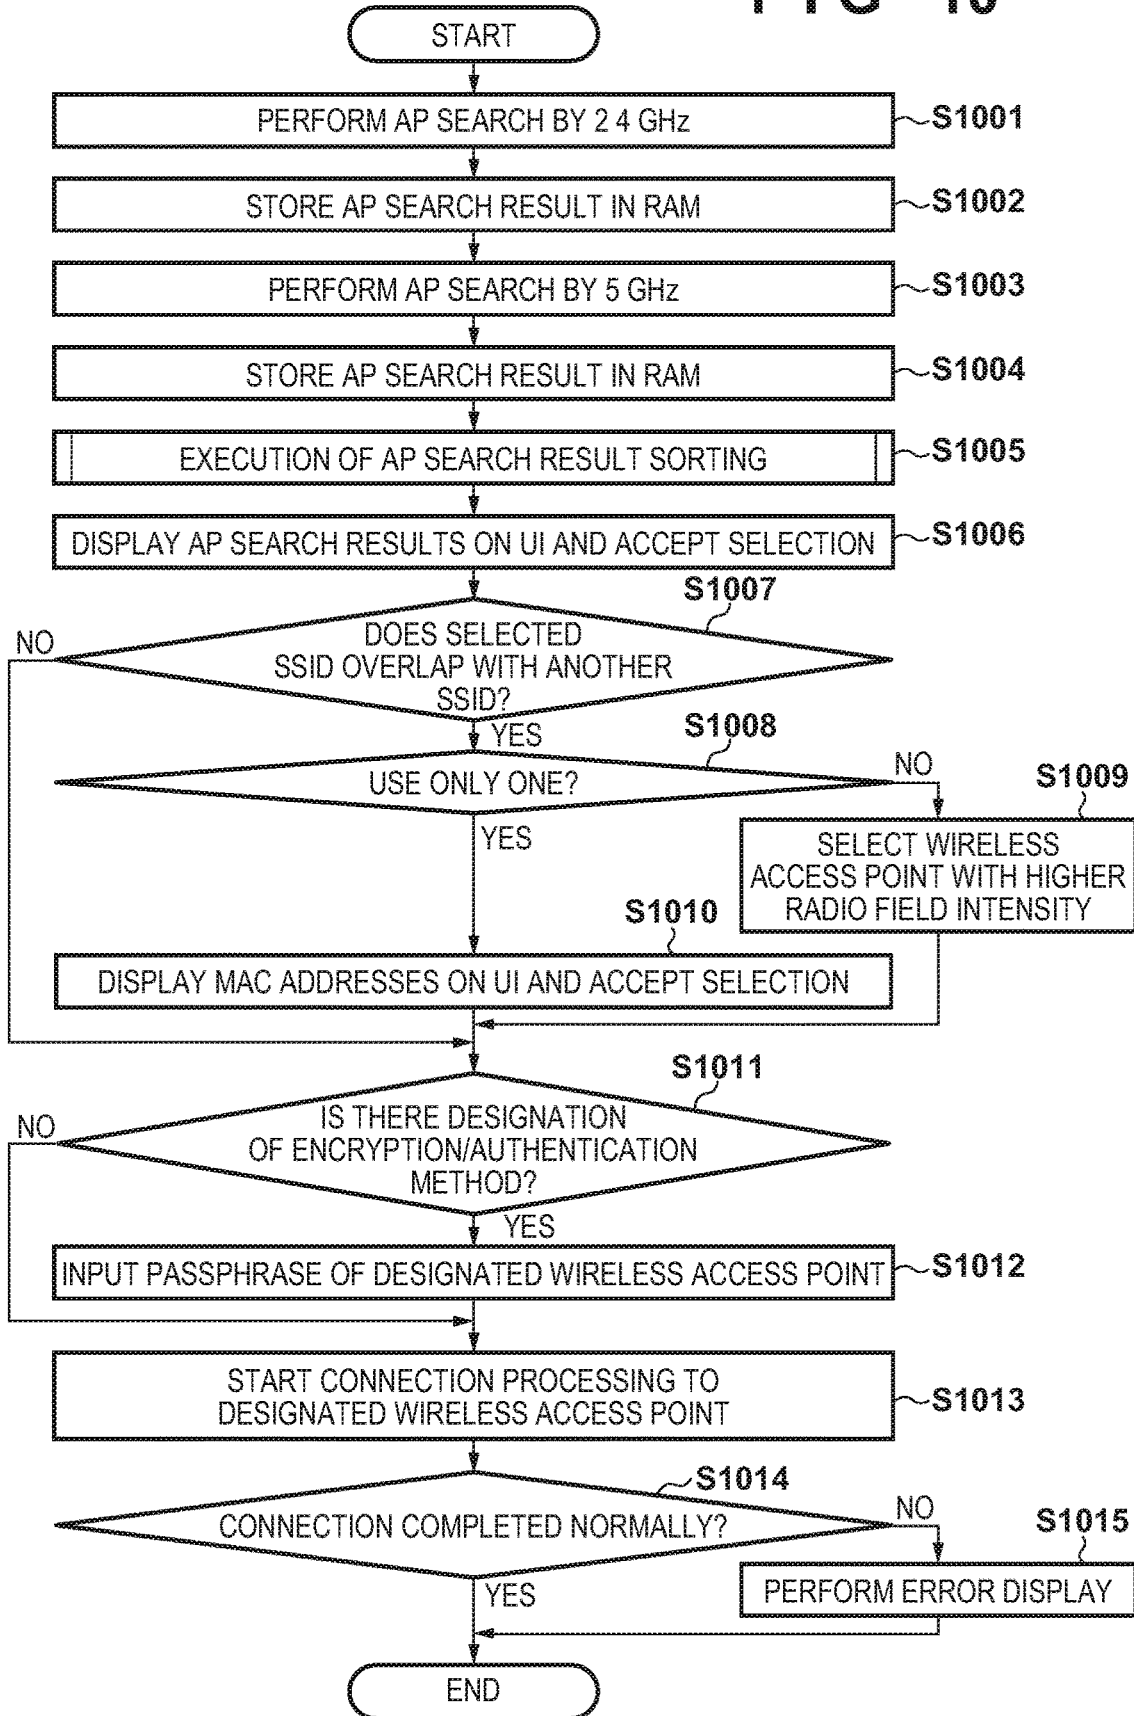 START
PERFORM AP SEARCH BY 2 4 GHz
S1001
STORE AP SEARCH RESULT IN RAM
S1002
PERFORM AP SEARCH BY 5 GHz
S1003
STORE AP SEARCH RESULT IN RAM
S1004
EXECUTION OF AP SEARCH RESULT SORTING
S1005
DISPLAY AP SEARCH RESULTS ON UI AND ACCEPT SELECTION
S1006
S1007
NO
DOES SELECTED
SSID OVERLAP WITH ANOTHER
SSID?
YES
S1008
USE ONLY ONE?
NO
YES
S1009
SELECT WIRELESS
ACCESS POINT WITH HIGHER
RADIO FIELD INTENSITY
S1010
DISPLAY MAC ADDRESSES ON UI AND ACCEPT SELECTION
S1011
NO
IS THERE DESIGNATION
OF ENCRYPTION/AUTHENTICATION
METHOD?
YES
INPUT PASSPHRASE OF DESIGNATED WIRELESS ACCESS POINT
S1012
START CONNECTION PROCESSING TO
DESIGNATED WIRELESS ACCESS POINT
S1013
S1014
CONNECTION COMPLETED NORMALLY?
NO
YES
S1015
PERFORM ERROR DISPLAY
END